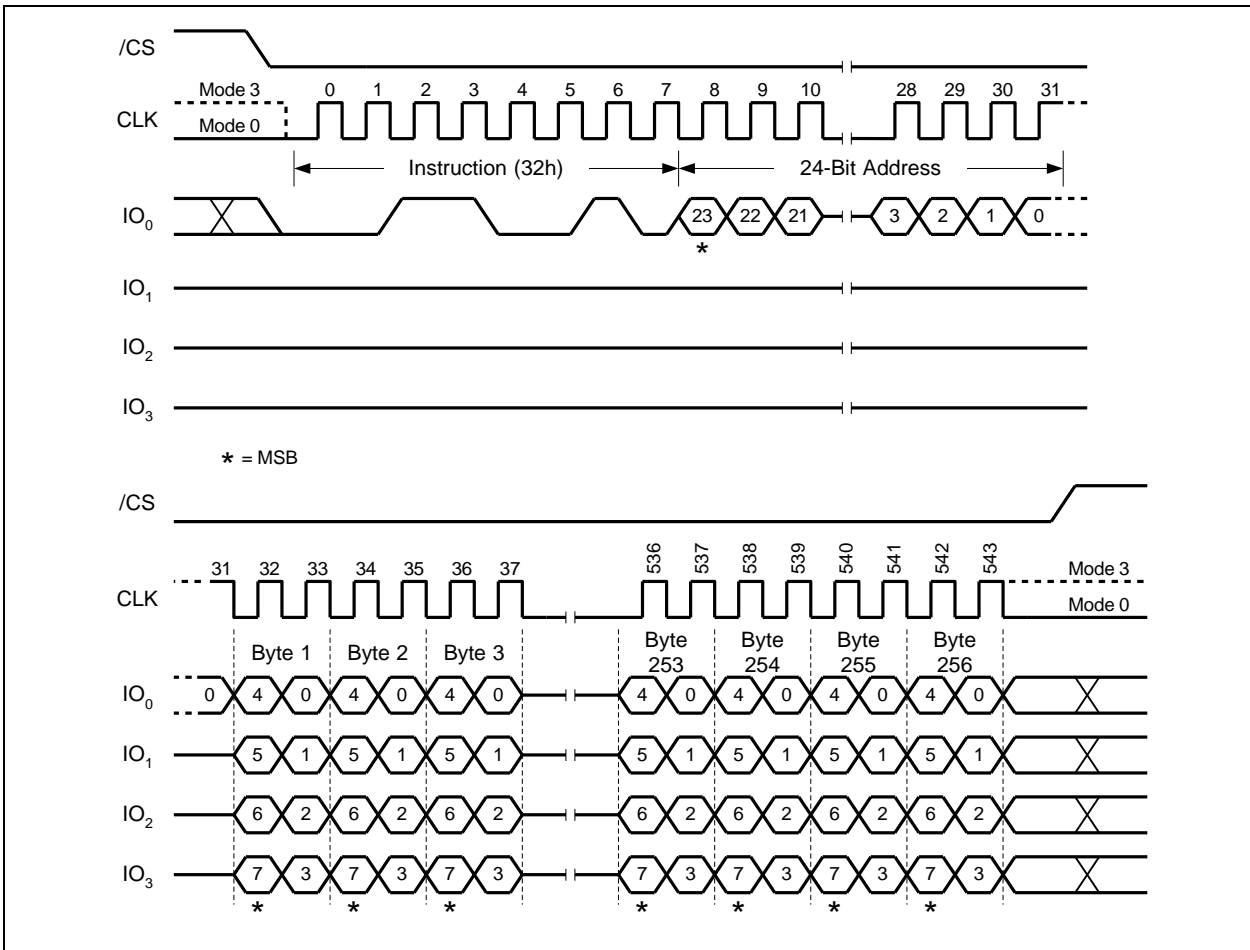 /CS
Mode 3 0 1 2 3 4 5 6 7 8 9 10 28 29 30 31
CLK
Mode 0
Instruction (32h) 24-Bit Address
IO0 23 22 21 3 2 1 0
*
IO1
IO2
IO3
* = MSB
/CS
31 32 33 34 35 36 37 536 537 538 539 540 541 542 543 Mode 3
CLK
Mode 0
Byte 1 Byte 2 Byte 3 Byte 253 Byte 254 Byte 255 Byte 256
IO0 0 4 0 4 0 4 0 4 0 4 0 4 0 4 0
IO1 5 1 5 1 5 1 5 1 5 1 5 1 5 1
IO2 6 2 6 2 6 2 6 2 6 2 6 2 6 2
IO3 7 3 7 3 7 3 7 3 7 3 7 3 7 3
* * * * * * *